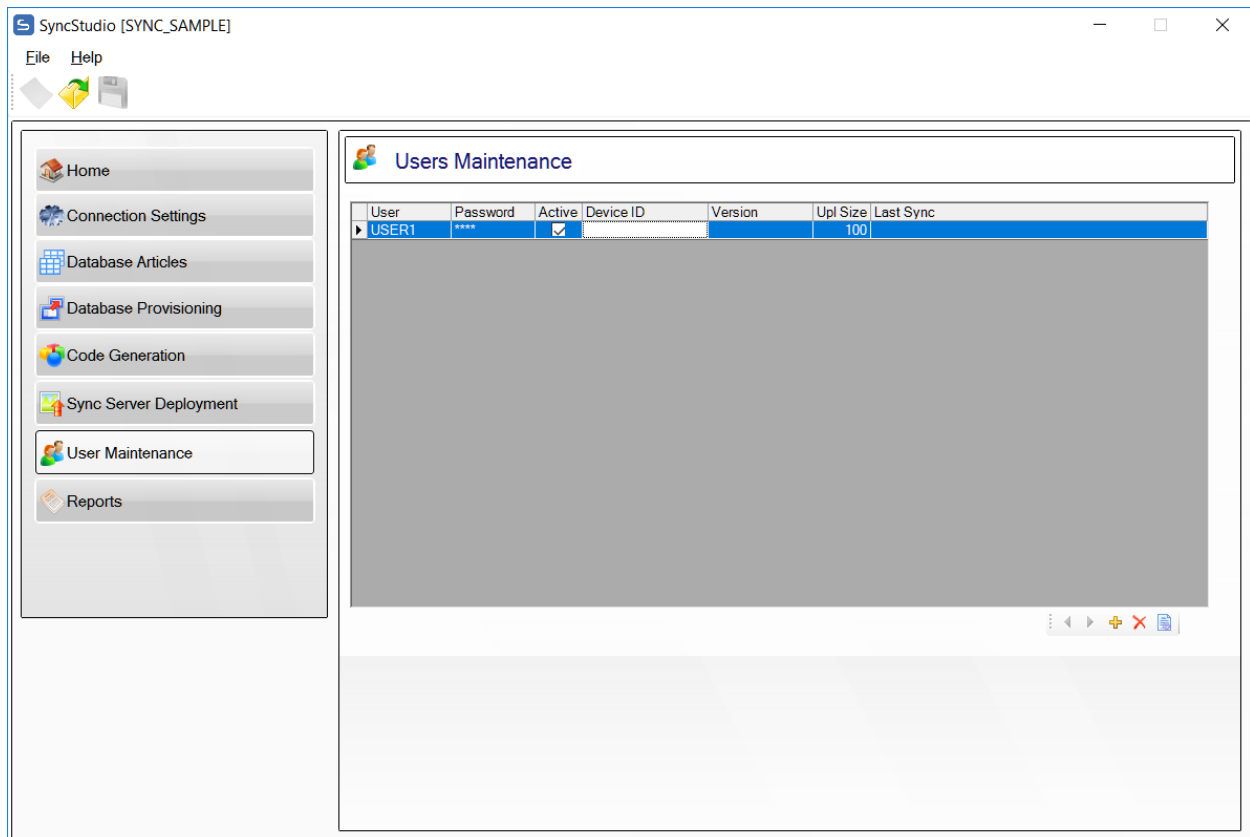 SyncStudio [SYNC_SAMPLE]
File Help
Home
Connection Settings
Database Articles
Database Provisioning
Code Generation
Sync Server Deployment
User Maintenance
Reports
Users Maintenance
User Password Active Device ID Version Upl Size Last Sync
USER1 **** 100